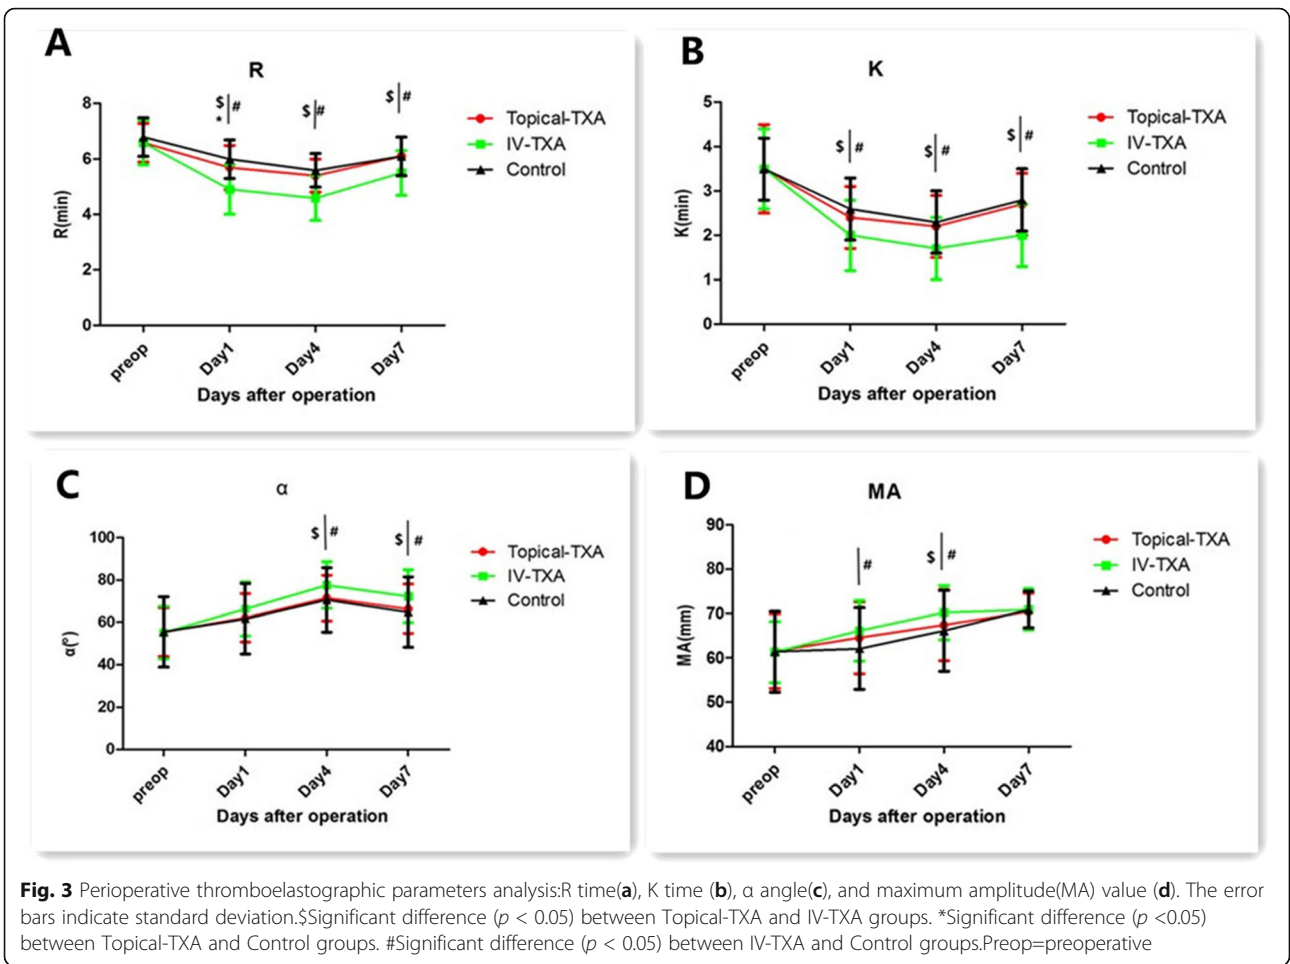 A
R
$
*
#
$ #
$ #
8
6
4
2
0
R(min)
preop
Day1
Day4
Day7
Days after operation
Topical-TXA
IV-TXA
Control
B
K
$ #
$ #
$ #
5
4
3
2
1
0
K(min)
preop
Day1
Day4
Day7
Days after operation
Topical-TXA
IV-TXA
Control
C
α
$ #
$ #
100
80
60
40
20
0
α(°)
preop
Day1
Day4
Day7
Days after operation
Topical-TXA
IV-TXA
Control
D
MA
#
$ #
90
80
70
60
50
40
MA(mm)
preop
Day1
Day4
Day7
Days after operation
Topical-TXA
IV-TXA
Control
Fig. 3 Perioperative thromboelastographic parameters analysis:R time(a), K time (b), α angle(c), and maximum amplitude(MA) value (d). The error
bars indicate standard deviation.$Significant difference (p < 0.05) between Topical-TXA and IV-TXA groups. *Significant difference (p <0.05)
between Topical-TXA and Control groups. #Significant difference (p < 0.05) between IV-TXA and Control groups.Preop=preoperative